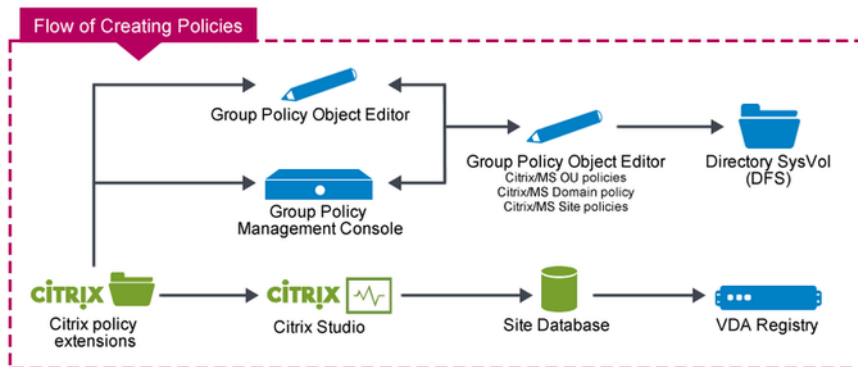 Flow of Creating Policies
Group Policy Object Editor
Group Policy Object Editor
Citrix/MS OU policies
Citrix/MS Domain policy
Citrix/MS Site policies
Directory SysVol
(DFS)
Group Policy
Management Console
CITRIX
Citrix policy
extensions
CITRIX
Citrix Studio
Site Database
VDA Registry